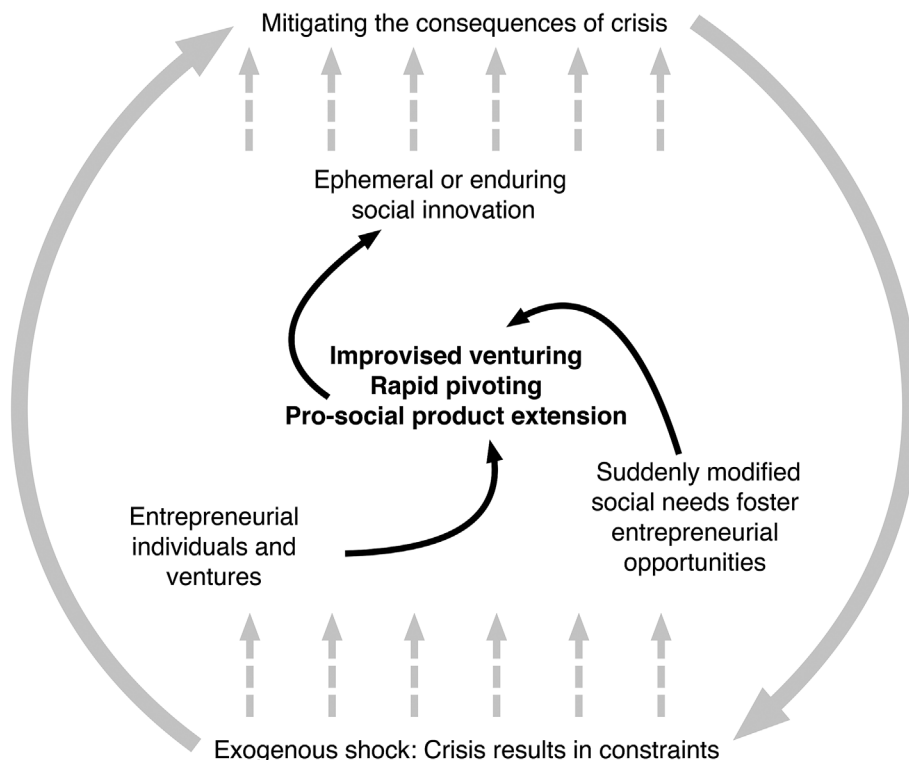 Mitigating the consequences of crisis
Ephemeral or enduring
social innovation
Improvised venturing
Rapid pivoting
Pro-social product extension
Suddenly modified
social needs foster
entrepreneurial
opportunities
Entrepreneurial
individuals and
ventures
Exogenous shock: Crisis results in constraints